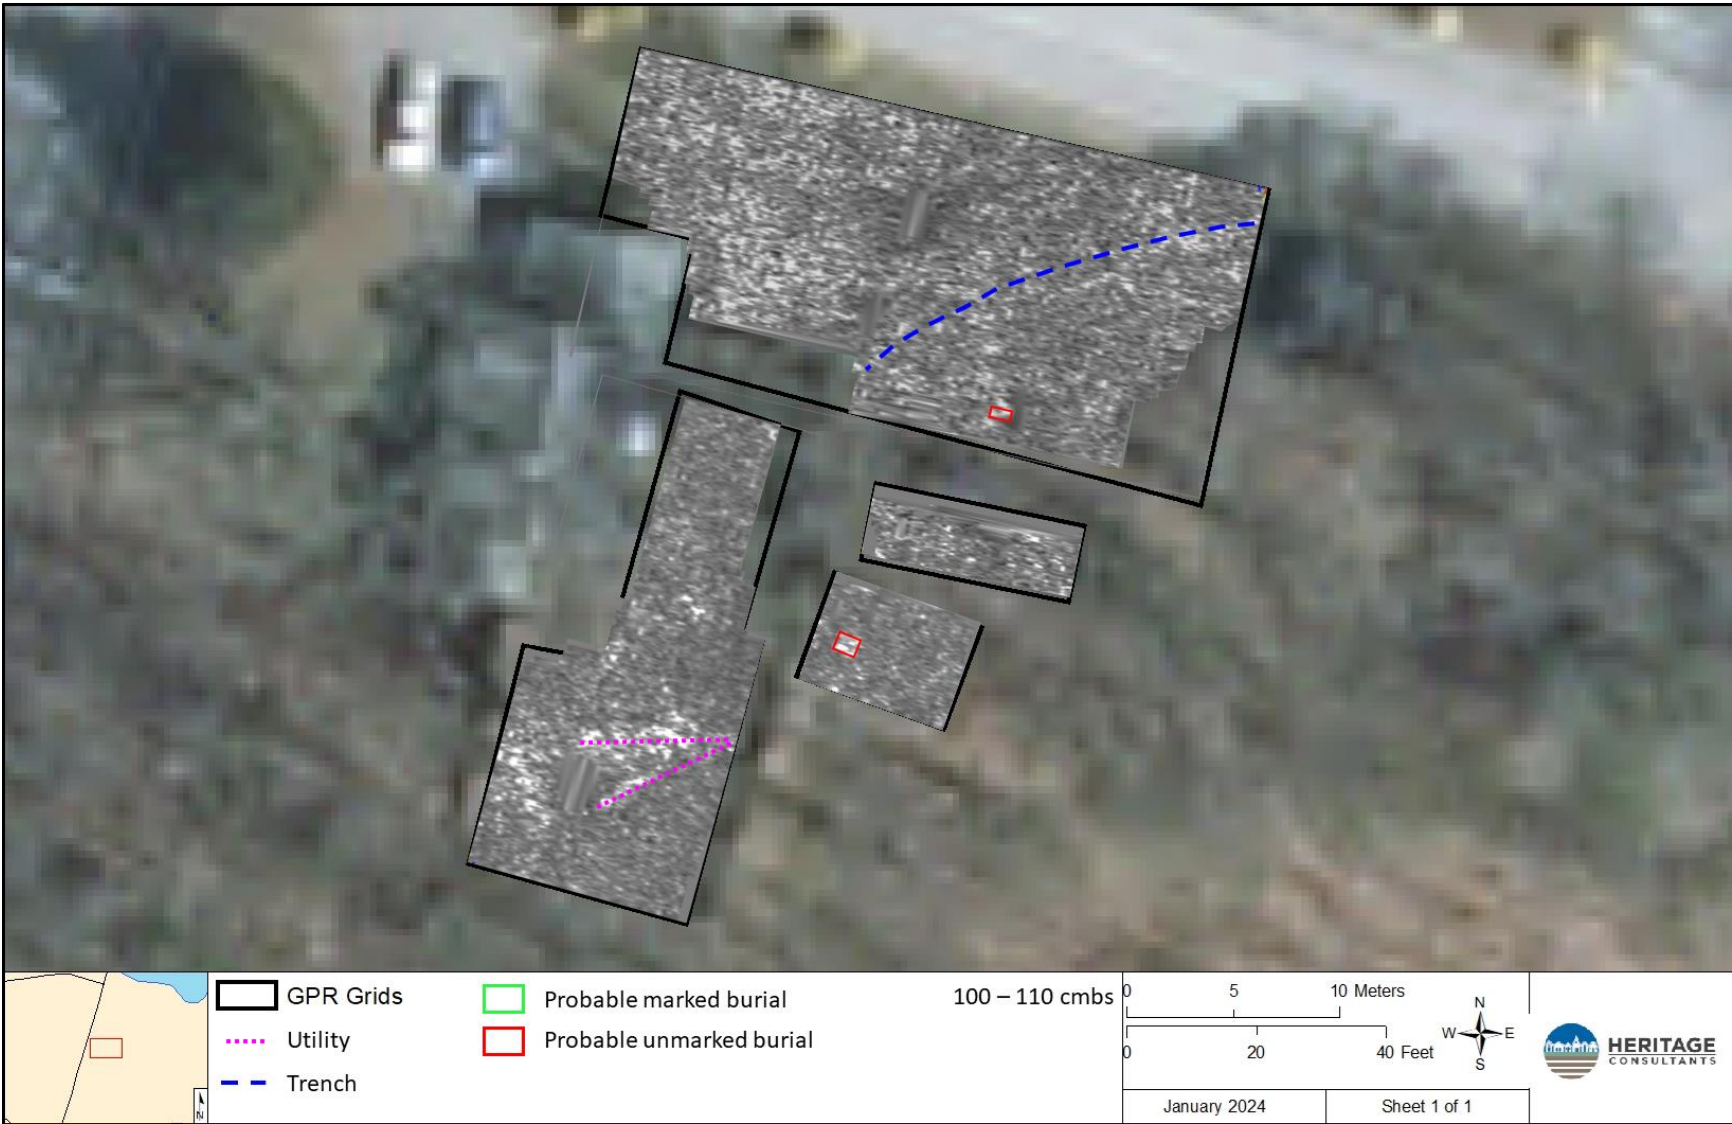 GPR Grids
Utility
Trench
Probable marked burial
Probable unmarked burial
100 – 110 cmbs
0 5 10 Meters
0 20 40 Feet
N
W E
S
N
January 2024
Sheet 1 of 1
HERITAGE
CONSULTANTS